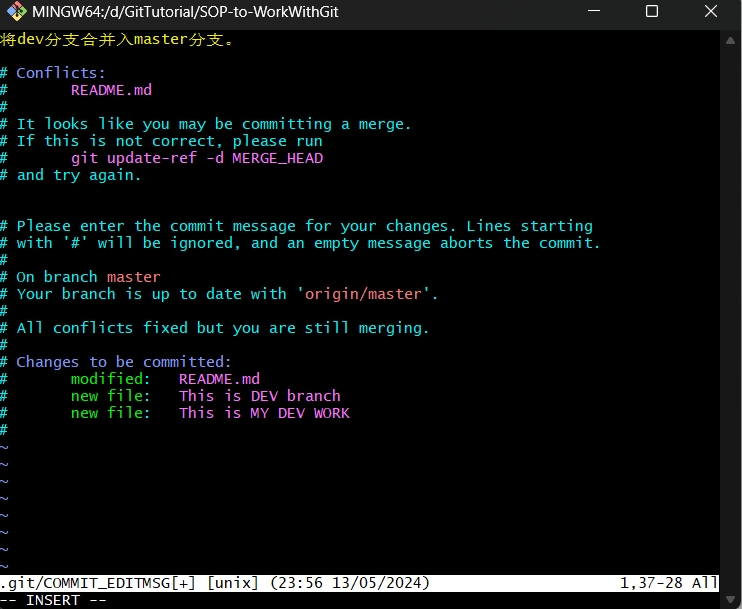 MINGW64:/d/GitTutorial/SOP-to-WorkWithGit
将dev分支合并入master分支。
# Conflicts:
#       README.md
#
# It looks like you may be committing a merge.
# If this is not correct, please run
#       git update-ref -d MERGE_HEAD
# and try again.
# Please enter the commit message for your changes. Lines starting
# with '#' will be ignored, and an empty message aborts the commit.
#
# On branch master
# Your branch is up to date with 'origin/master'.
#
# All conflicts fixed but you are still merging.
#
# Changes to be committed:
#       modified:   README.md
#       new file:   This is DEV branch
#       new file:   This is MY DEV WORK
#
~
~
~
~
~
~
~
~
.git/COMMIT_EDITMSG[+] [unix] (23:56 13/05/2024) 1,37-28 All
-- INSERT --